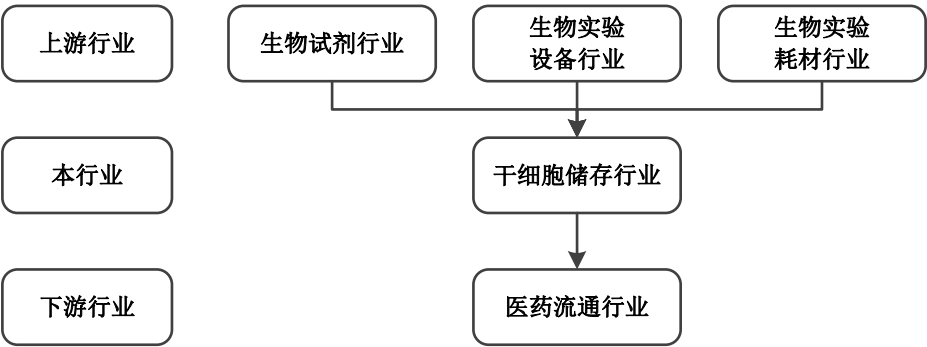 上游行业
生物试剂行业
生物实验
设备行业
生物实验
耗材行业
本行业
干细胞储存行业
下游行业
医药流通行业